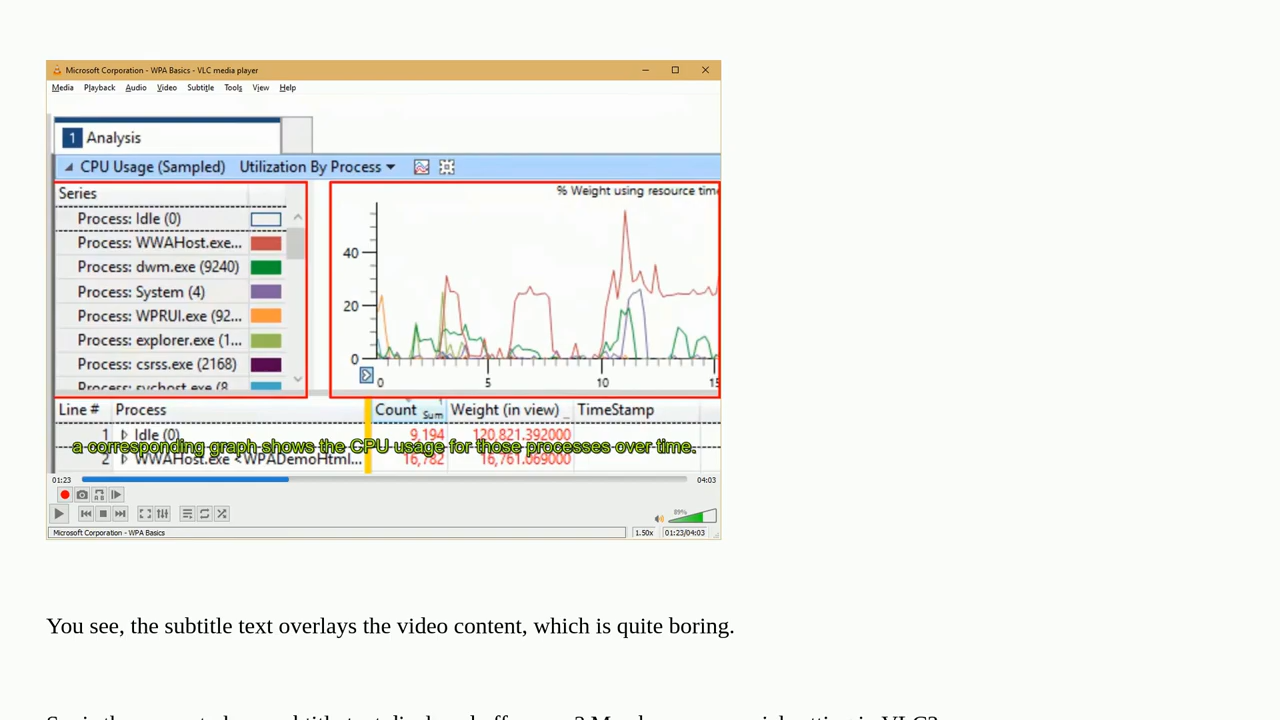 Microsoft Corporation - WPA Basics - VLC media player
Media Playback Audio Video Subtitle Tools View Help
1 Analysis
CPU Usage (Sampled) Utilization By Process
Series
% Weight using resource time
Process: Idle (0)
Process: WWAHost.exe...
Process: dwm.exe (9240)
Process: System (4)
Process: WPRUI.exe (92...
Process: explorer.exe (1...
Process: csrss.exe (2168)
Process: svchost.exe (8
40
20
0
0 5 10 15
Line # Process Count Sum Weight (in view) TimeStamp
1 Idle (0) 9,194 120,821.392000
a corresponding graph shows the CPU usage for those processes over time.
2 WWAHost.exe <WPADemoHtml... 16,782 16,761.069000
01:23 04:03
89%
Microsoft Corporation - WPA Basics 1.50x 01:23/04:03
You see, the subtitle text overlays the video content, which is quite boring.